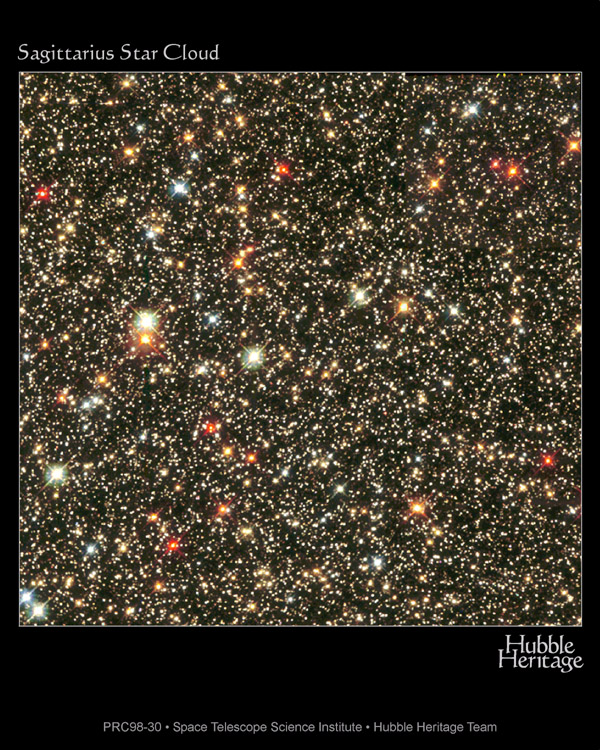 Sagittarius Star Cloud
Hubble
Heritage
PRC98-30 • Space Telescope Science Institute • Hubble Heritage Team